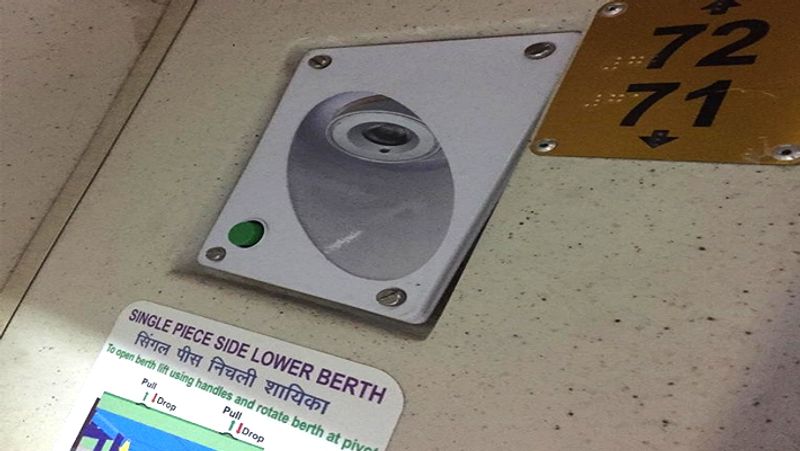 72
71
SINGLE PIECE SIDE LOWER BERTH
सिंगल पीस साइड निचली शायिका
To open berth lift using handles and rotate berth at pivot
Pull
Drop
Pull
Drop